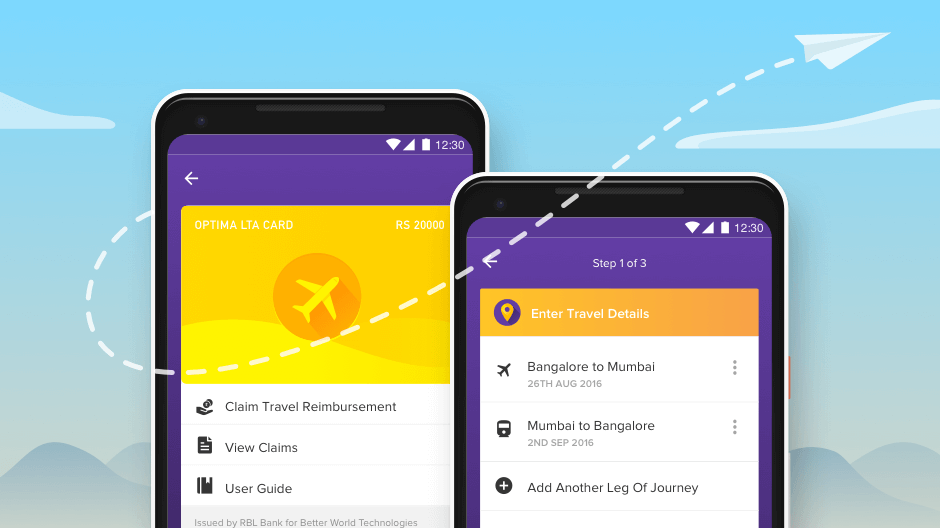 12:30
OPTIMA LTA CARD RS 20000
Claim Travel Reimbursement
View Claims
User Guide
Issued by RBL Bank for Better World Technologies
12:30
Step 1 of 3
Enter Travel Details
Bangalore to Mumbai
26TH AUG 2016
Mumbai to Bangalore
2ND SEP 2016
Add Another Leg Of Journey